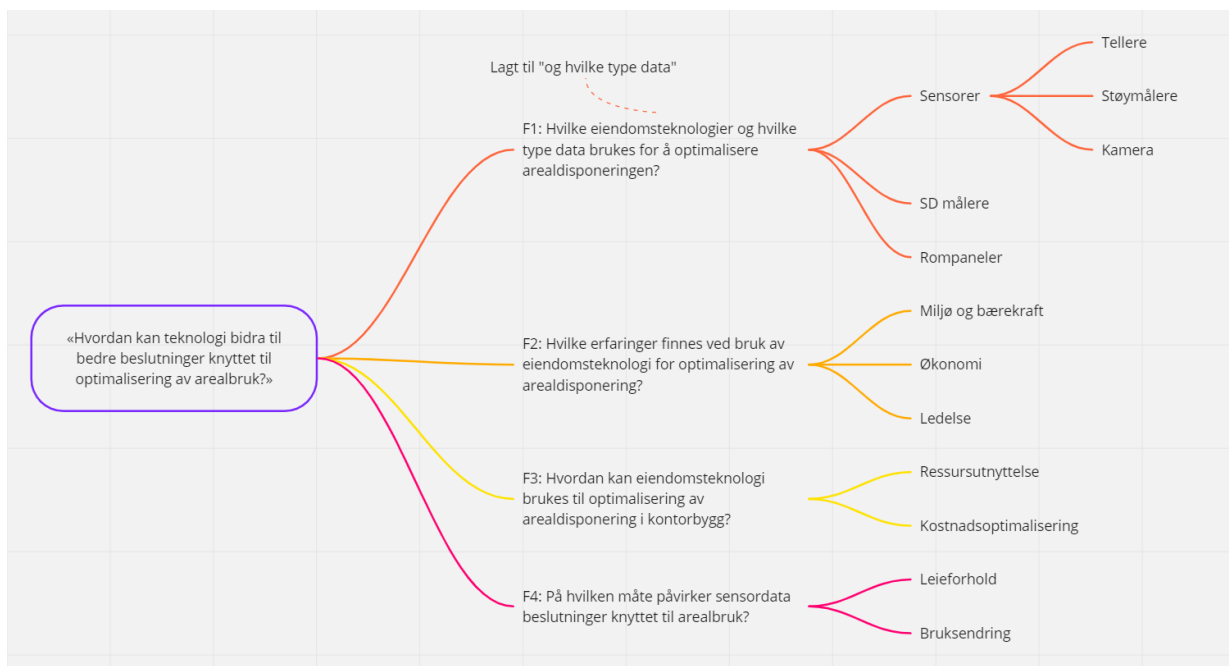 Lagt til "og hvilke type data"
«Hvordan kan teknologi bidra til
bedre beslutninger knyttet til
optimalisering av arealbruk?»
F1: Hvilke eiendomsteknologier og hvilke
type data brukes for å optimalisere
arealdisponeringen?
Sensorer
Tellere
Støymålere
Kamera
SD målere
Rompaneler
F2: Hvilke erfaringer finnes ved bruk av
eiendomsteknologi for optimalisering av
arealdisponering?
Miljø og bærekraft
Økonomi
Ledelse
F3: Hvordan kan eiendomsteknologi
brukes til optimalisering av
arealdisponering i kontorbygg?
Ressursutnyttelse
Kostnadsoptimalisering
F4: På hvilken måte påvirker sensordata
beslutninger knyttet til arealbruk?
Leieforhold
Bruksendring